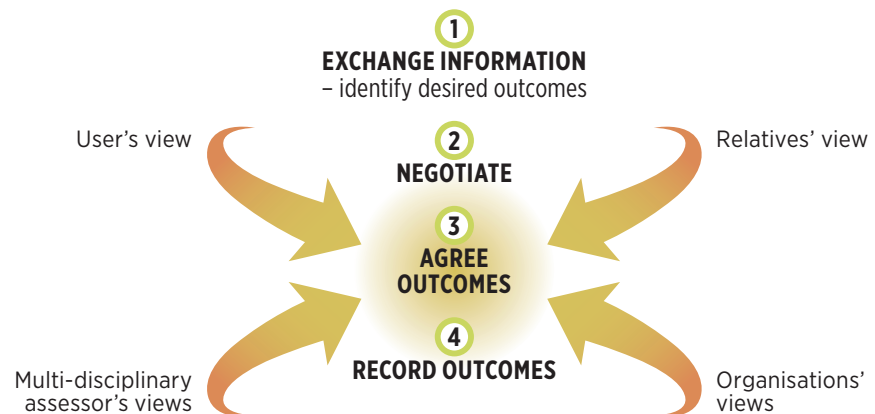 1
EXCHANGE INFORMATION
– identify desired outcomes
User’s view
Relatives’ view
2
NEGOTIATE
3
AGREE
OUTCOMES
4
RECORD OUTCOMES
Multi-disciplinary
assessor’s views
Organisations’
views